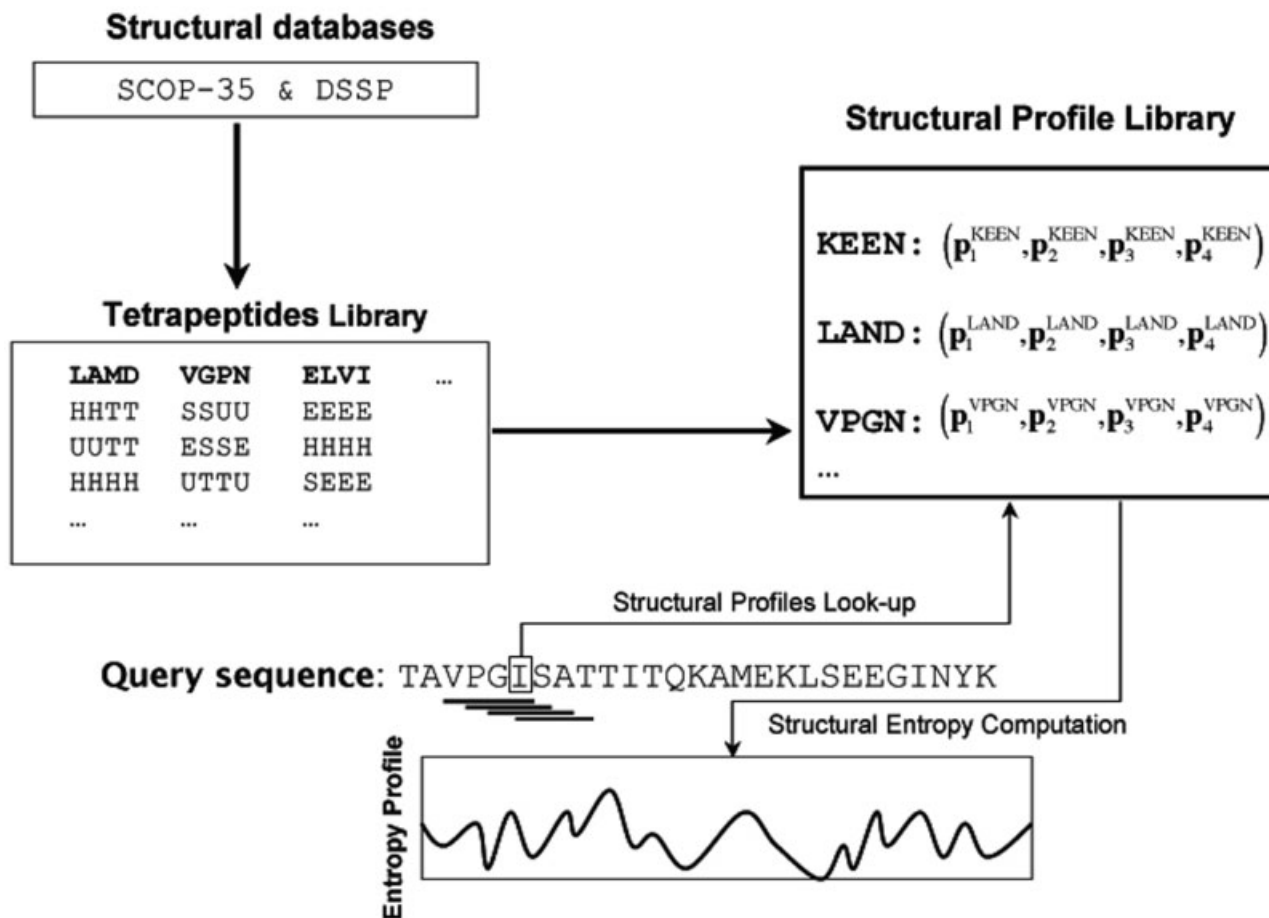 Structural databases
SCOP-35 & DSSP
Structural Profile Library
KEEN: (p₁ᴷᴱᴱᴺ, p₂ᴷᴱᴱᴺ, p₃ᴷᴱᴱᴺ, p₄ᴷᴱᴱᴺ)
LAND: (p₁ᴸᴬᴺᴰ, p₂ᴸᴬᴺᴰ, p₃ᴸᴬᴺᴰ, p₄ᴸᴬᴺᴰ)
VPGN: (p₁ⱽᴾᴳᴺ, p₂ⱽᴾᴳᴺ, p₃ⱽᴾᴳᴺ, p₄ⱽᴾᴳᴺ)
...
Tetrapeptides Library
LAMD VGPN ELVI ...
HHTT SSUU EEEE
UUTT ESSE HHHH
HHHH UTTU SEEE
... ... ...
Structural Profiles Look-up
Query sequence: TAVPGISATTITQKAMEKLSEEGINYK
Structural Entropy Computation
Entropy Profile